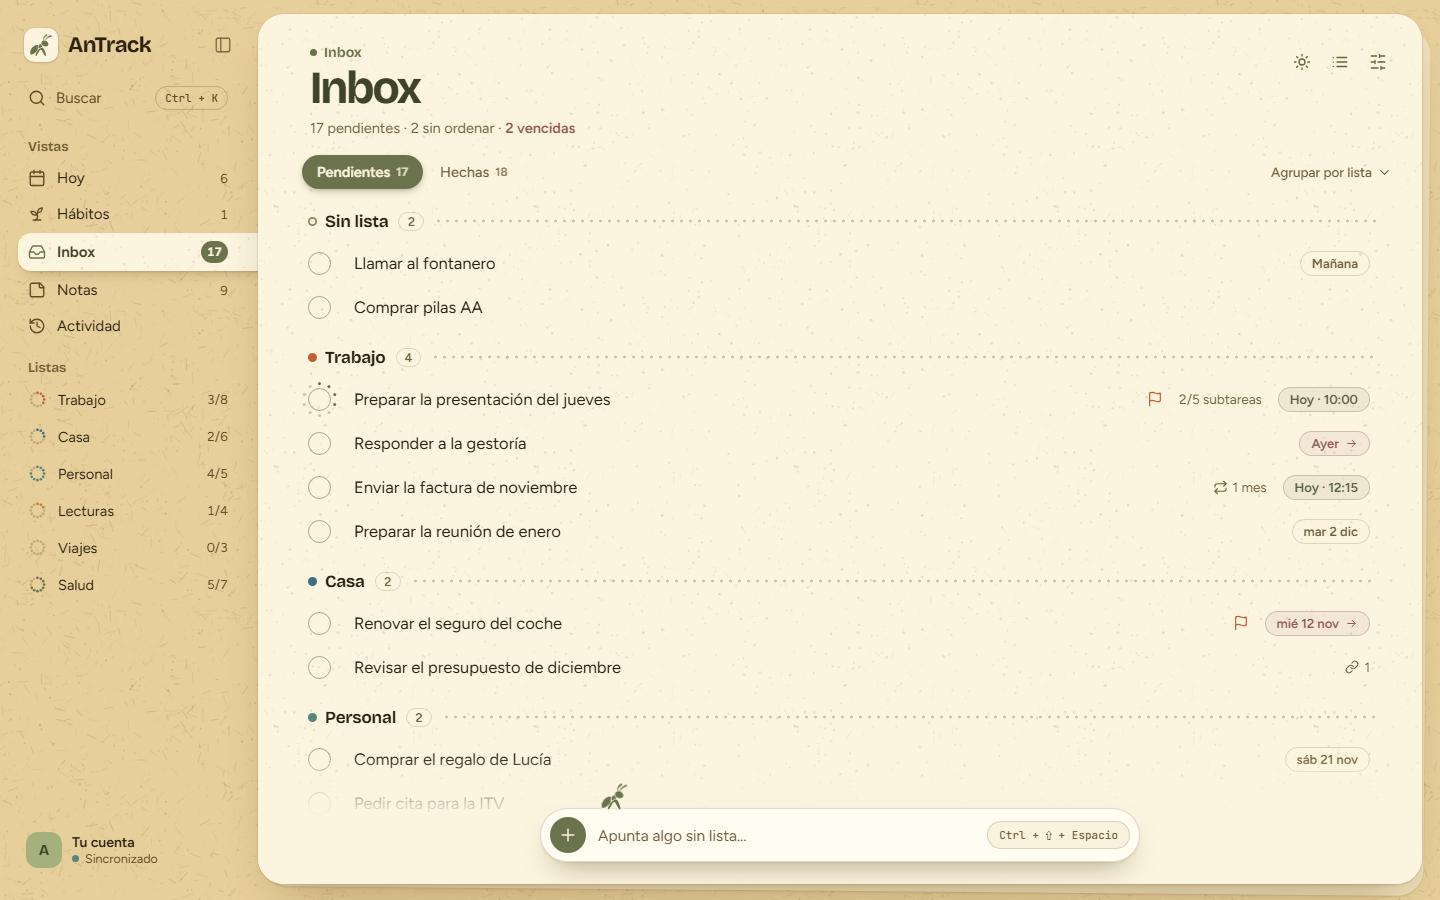 AnTrack
Buscar
Ctrl + K
Vistas
Hoy 6
Hábitos 1
Inbox 17
Notas 9
Actividad
Listas
Trabajo 3/8
Casa 2/6
Personal 4/5
Lecturas 1/4
Viajes 0/3
Salud 5/7
A
Tu cuenta
Sincronizado
Inbox
Inbox
17 pendientes · 2 sin ordenar · 2 vencidas
Pendientes 17 Hechas 18 Agrupar por lista
Sin lista 2
Llamar al fontanero Mañana
Comprar pilas AA
Trabajo 4
Preparar la presentación del jueves 2/5 subtareas Hoy · 10:00
Responder a la gestoría Ayer →
Enviar la factura de noviembre 1 mes Hoy · 12:15
Preparar la reunión de enero mar 2 dic
Casa 2
Renovar el seguro del coche mié 12 nov →
Revisar el presupuesto de diciembre 1
Personal 2
Comprar el regalo de Lucía sáb 21 nov
Pedir cita para la ITV
Apunta algo sin lista... Ctrl + ⇧ + Espacio